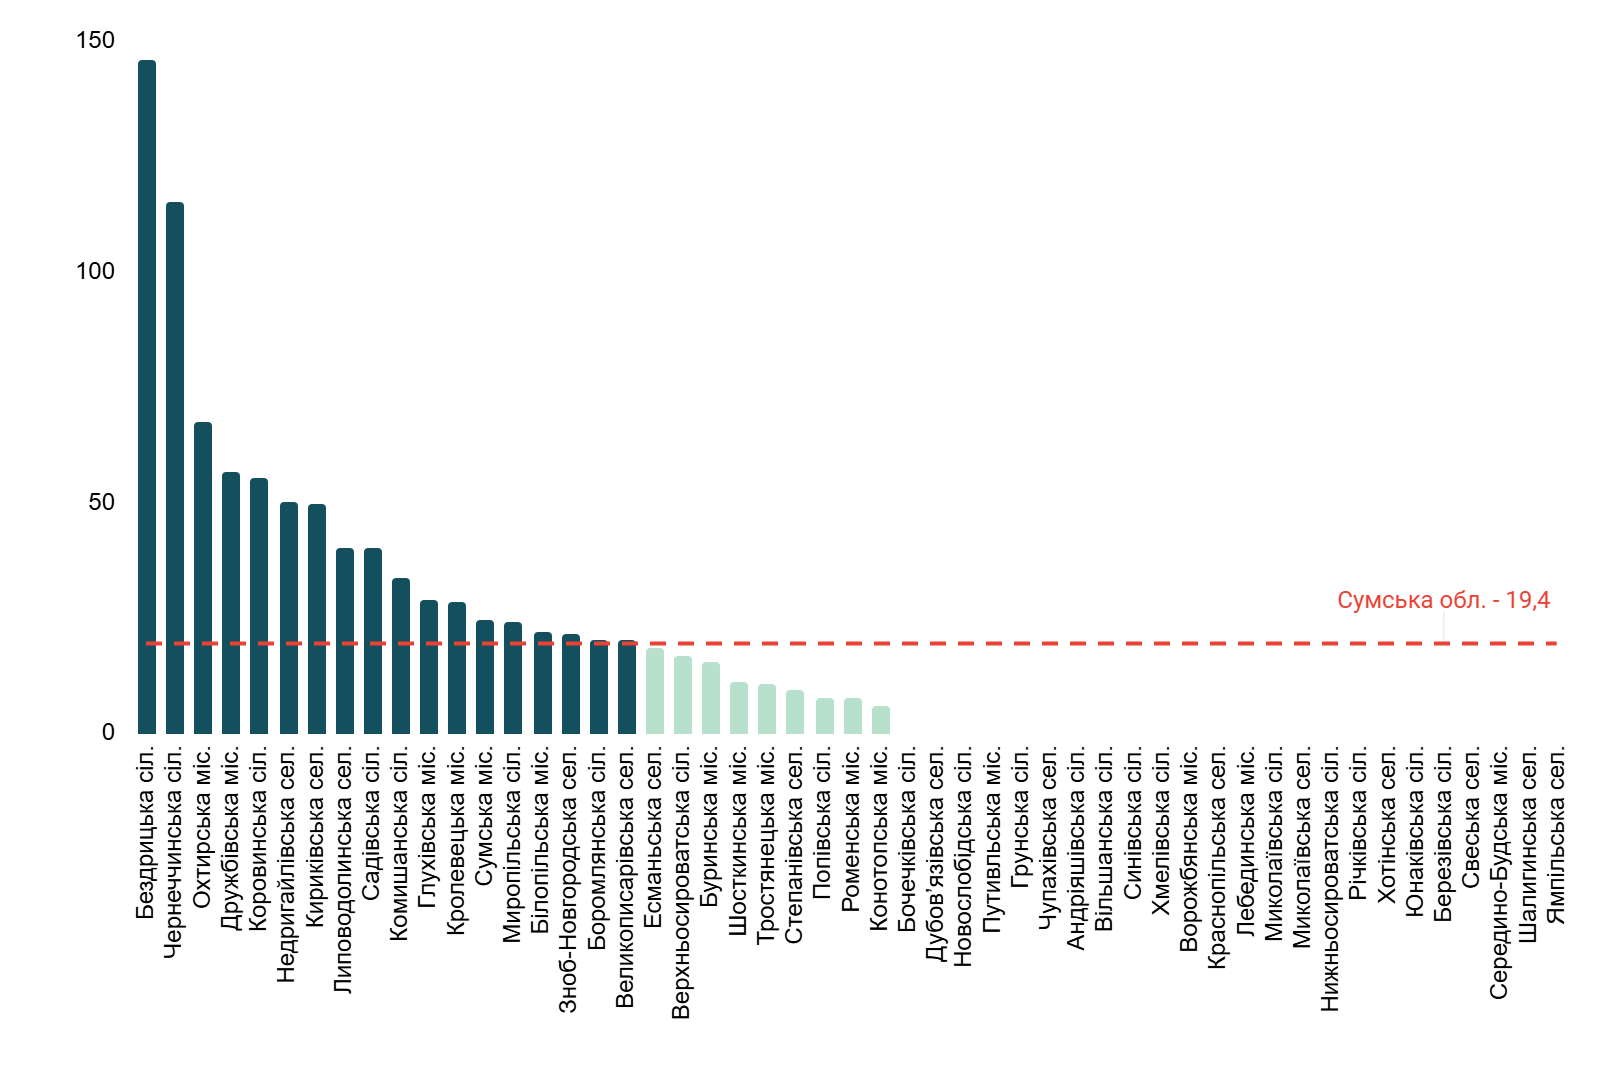 150
100
50
0
Сумська обл. - 19,4
Бездрицька сіл.
Чернеччинська сіл.
Охтирська міс.
Дружбівська міс.
Коровинська сіл.
Недригайлівська сел.
Кириківська сел.
Липоводолинська сел.
Садівська сіл.
Комишанська сіл.
Глухівська міс.
Кролевецька міс.
Сумська міс.
Миропільська сіл.
Білопільська міс.
Зноб-Новгородська сел.
Боромлянська сіл.
Великописарівська сел.
Есманьська сел.
Верхньосироватська сіл.
Буринська міс.
Шосткинська міс.
Тростянецька міс.
Степанівська сел.
Попівська сіл.
Роменська міс.
Конотопська міс.
Бочечківська сіл.
Дубов’язівська сел.
Новослобідська сіл.
Путивльська міс.
Грунська сіл.
Чупахівська сел.
Андріяшівська сіл.
Вільшанська сіл.
Синівська сіл.
Хмелівська сіл.
Ворожбянська міс.
Краснопільська сел.
Лебединська міс.
Миколаївська сіл.
Миколаївська сел.
Нижньосироватська сіл.
Річківська сіл.
Хотінська сел.
Юнаківська сіл.
Березівська сіл.
Свеська сел.
Середино-Будська міс.
Шалигинська сел.
Ямпільська сел.